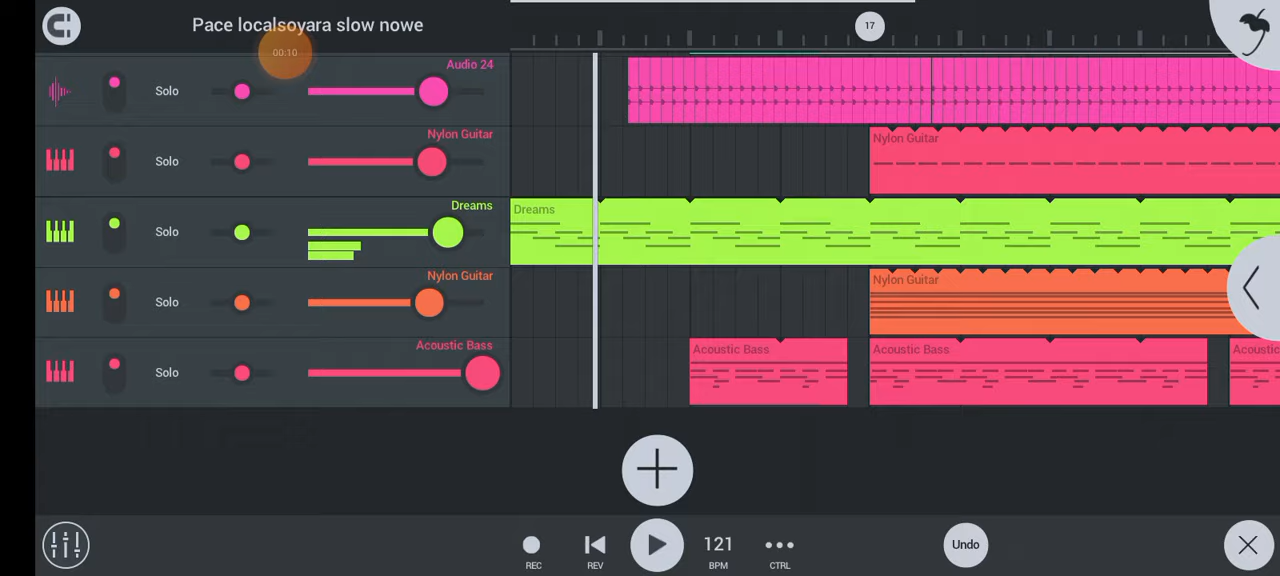 Pace localsoyara slow nowe
17
00:10
Audio 24
Solo
Nylon Guitar
Solo
Nylon Guitar
Dreams
Solo
Dreams
Nylon Guitar
Solo
Nylon Guitar
Acoustic Bass
Solo
Acoustic Bass
Acoustic Bass
Acoustic
121
Undo
REC
REV
BPM
CTRL